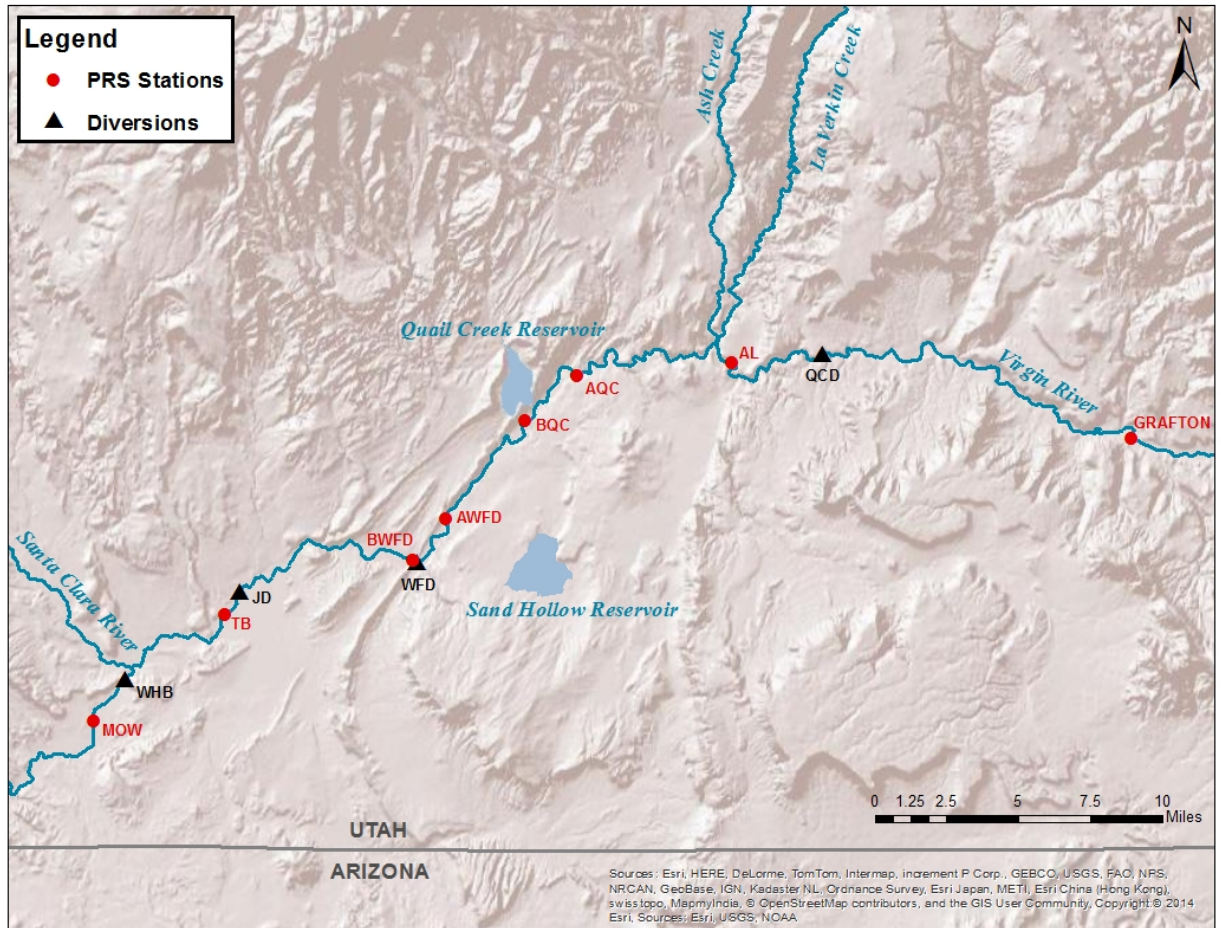 Legend
PRS Stations
Diversions
N
Ash Creek
La Verkin Creek
Quail Creek Reservoir
AL
QCD
Virgin River
AQC
BQC
GRAFTON
AWFD
BWFD
WFD
Santa Clara River
JD
Sand Hollow Reservoir
TB
WHB
MOW
0 1.25 2.5 5 7.5 10
Miles
UTAH
ARIZONA
Sources: Esri, HERE, DeLorme, TomTom, Intermap, increment P Corp., GEBCO, USGS, FAO, NPS,
NRCAN, GeoBase, IGN, Kadaster NL, Ordnance Survey, Esri Japan, METI, Esri China (Hong Kong),
swisstopo, MapmyIndia, © OpenStreetMap contributors, and the GIS User Community, Copyright:© 2014
Esri, Sources: Esri, USGS, NOAA